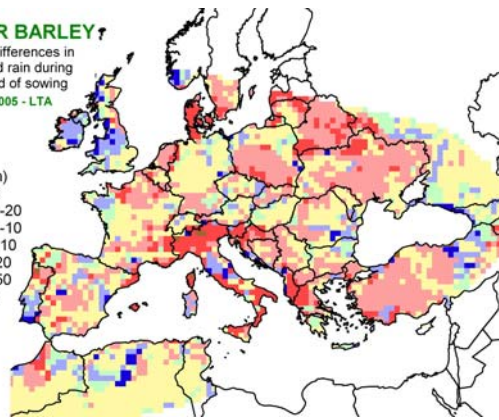 R BARLEY
ifferences in
d rain during
d of sowing
005 - LTA
)
-20
-10
10
20
50